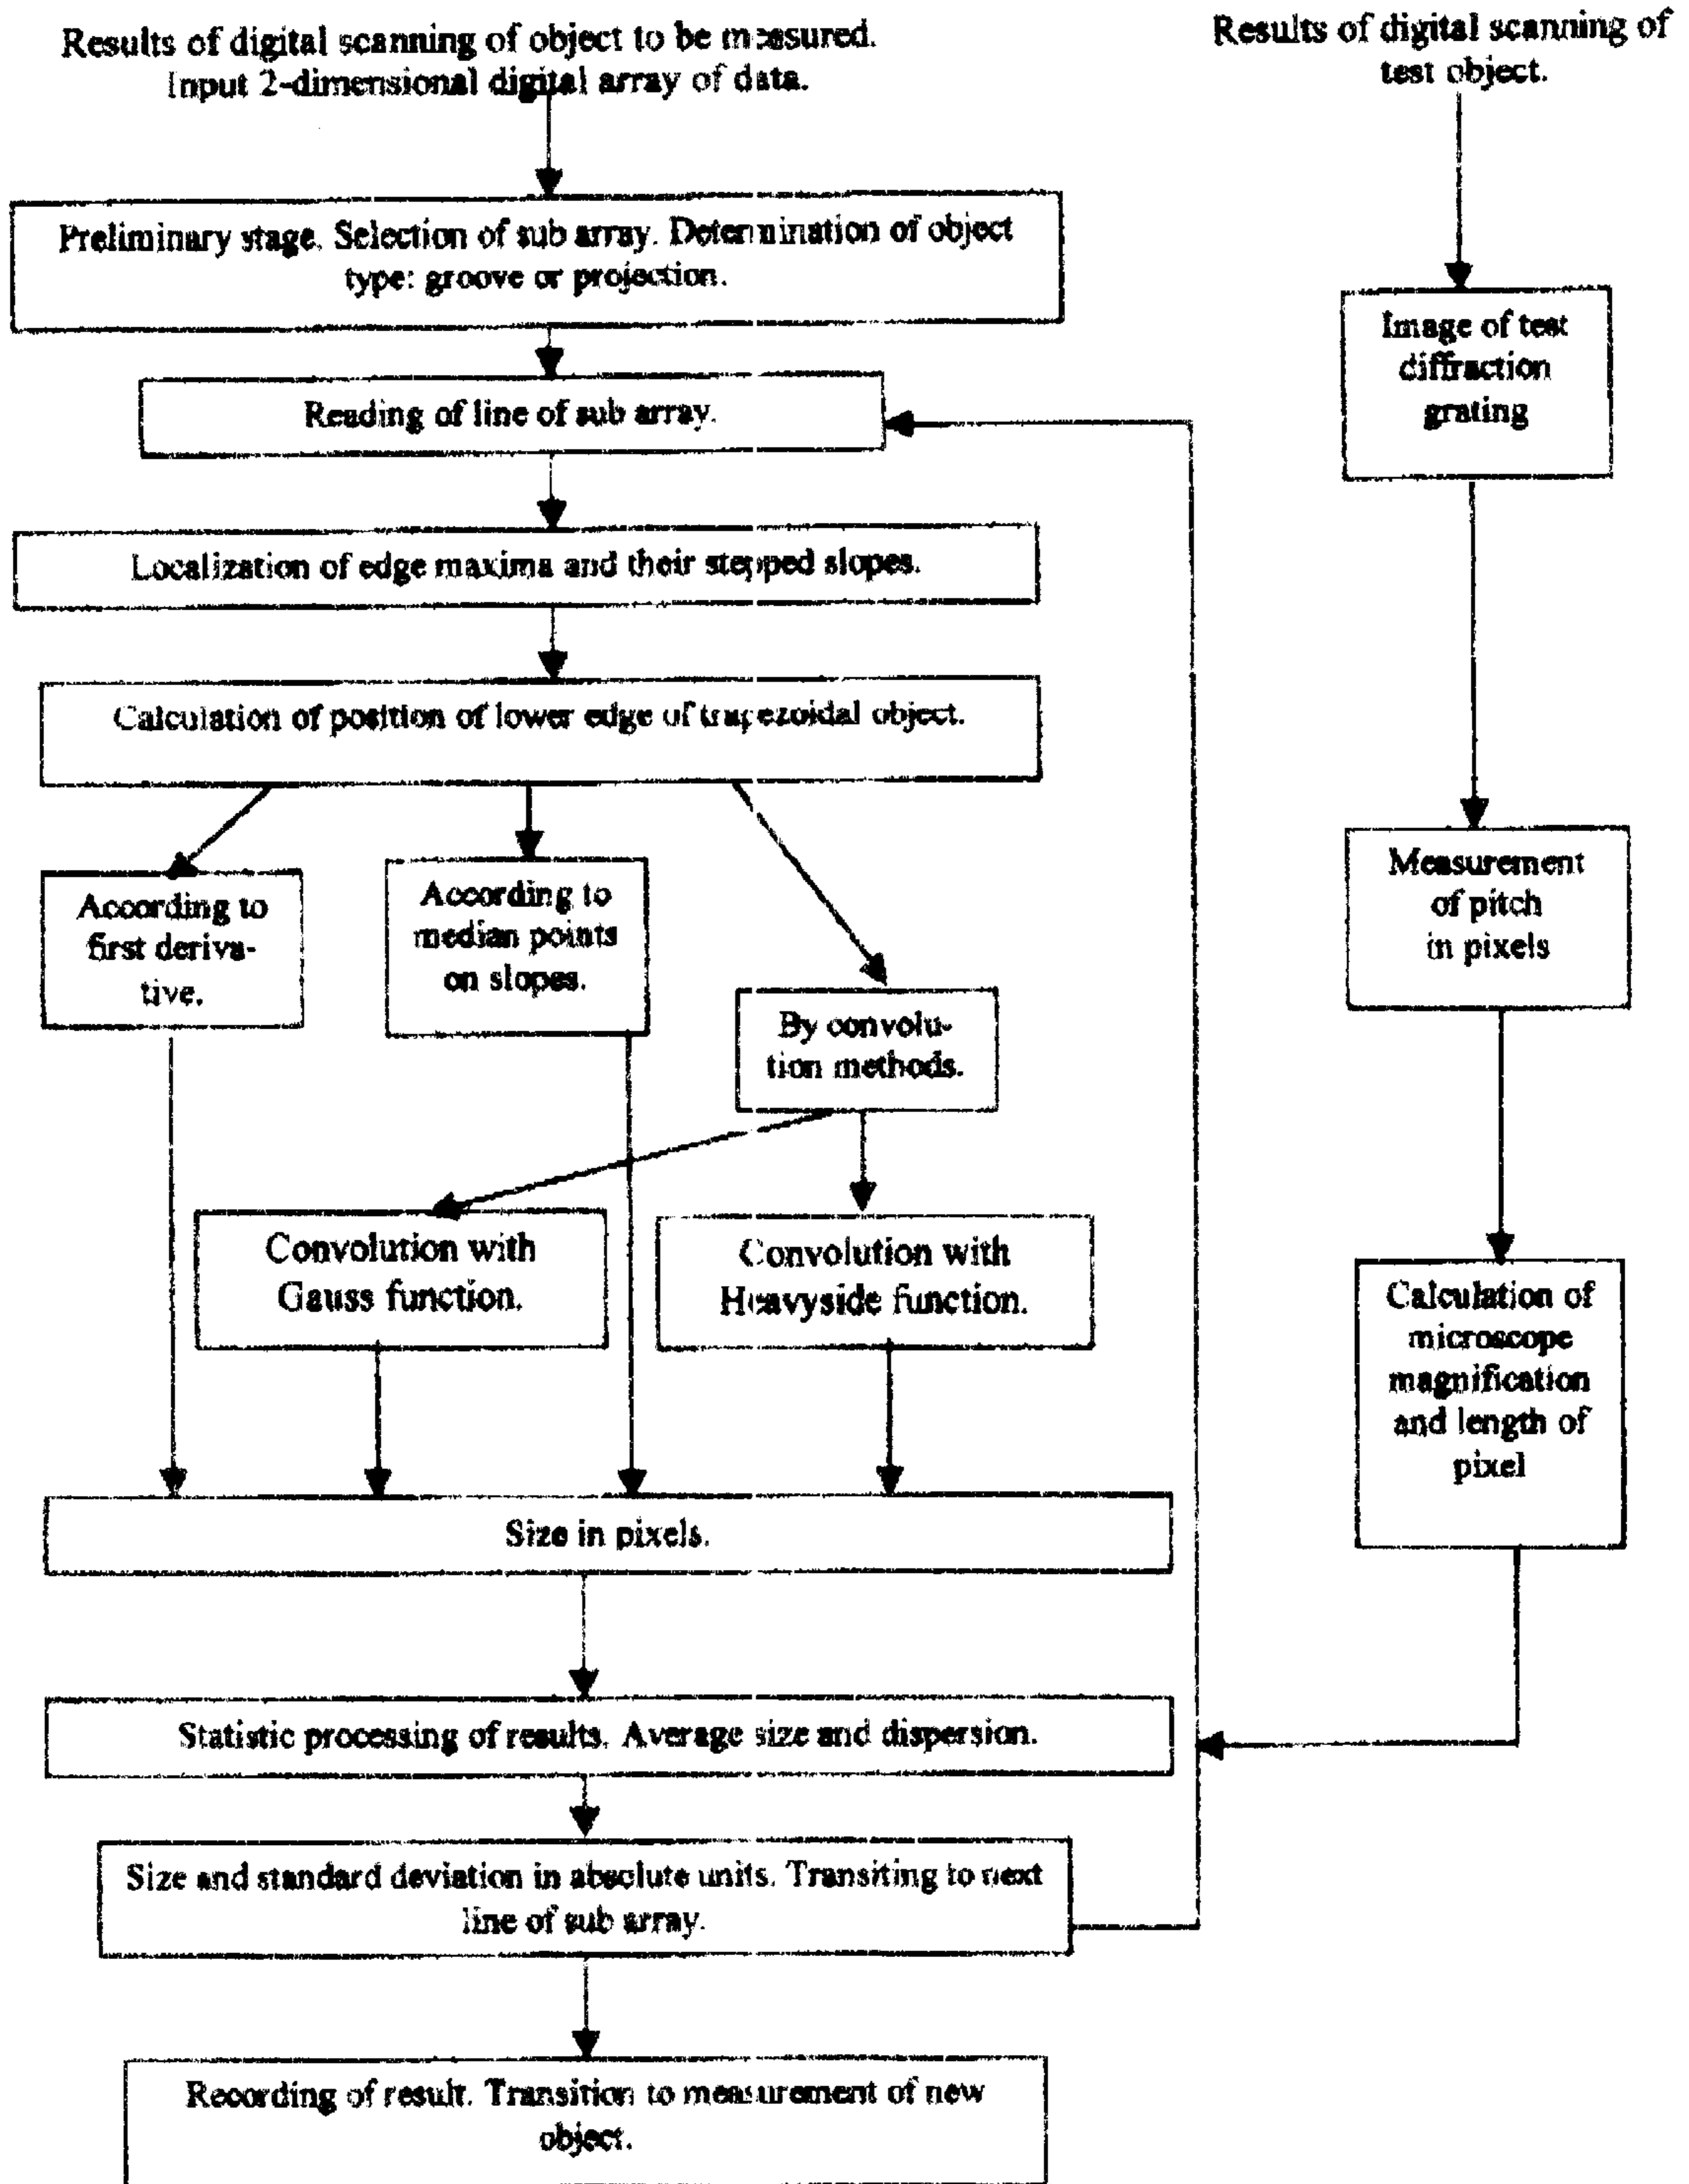 Results of digital scanning of object to be measured.
Input 2-dimensional digital array of data.
Preliminary stage. Selection of sub array. Determination of object
type: groove or projection.
Reading of line of sub array.
Localization of edge maxima and their stepped slopes.
Calculation of position of lower edge of trapezoidal object.
According to
first deriva-
tive.
According to
median points
on slopes.
By convolu-
tion methods.
Convolution with
Gauss function.
Convolution with
Heavyside function.
Size in pixels.
Statistic processing of results. Average size and dispersion.
Size and standard deviation in absolute units. Transiting to next
line of sub array.
Recording of result. Transition to measurement of new
object.
Results of digital scanning of
test object.
Image of test
diffraction
grating
Measurement
of pitch
in pixels
Calculation of
microscope
magnification
and length of
pixel